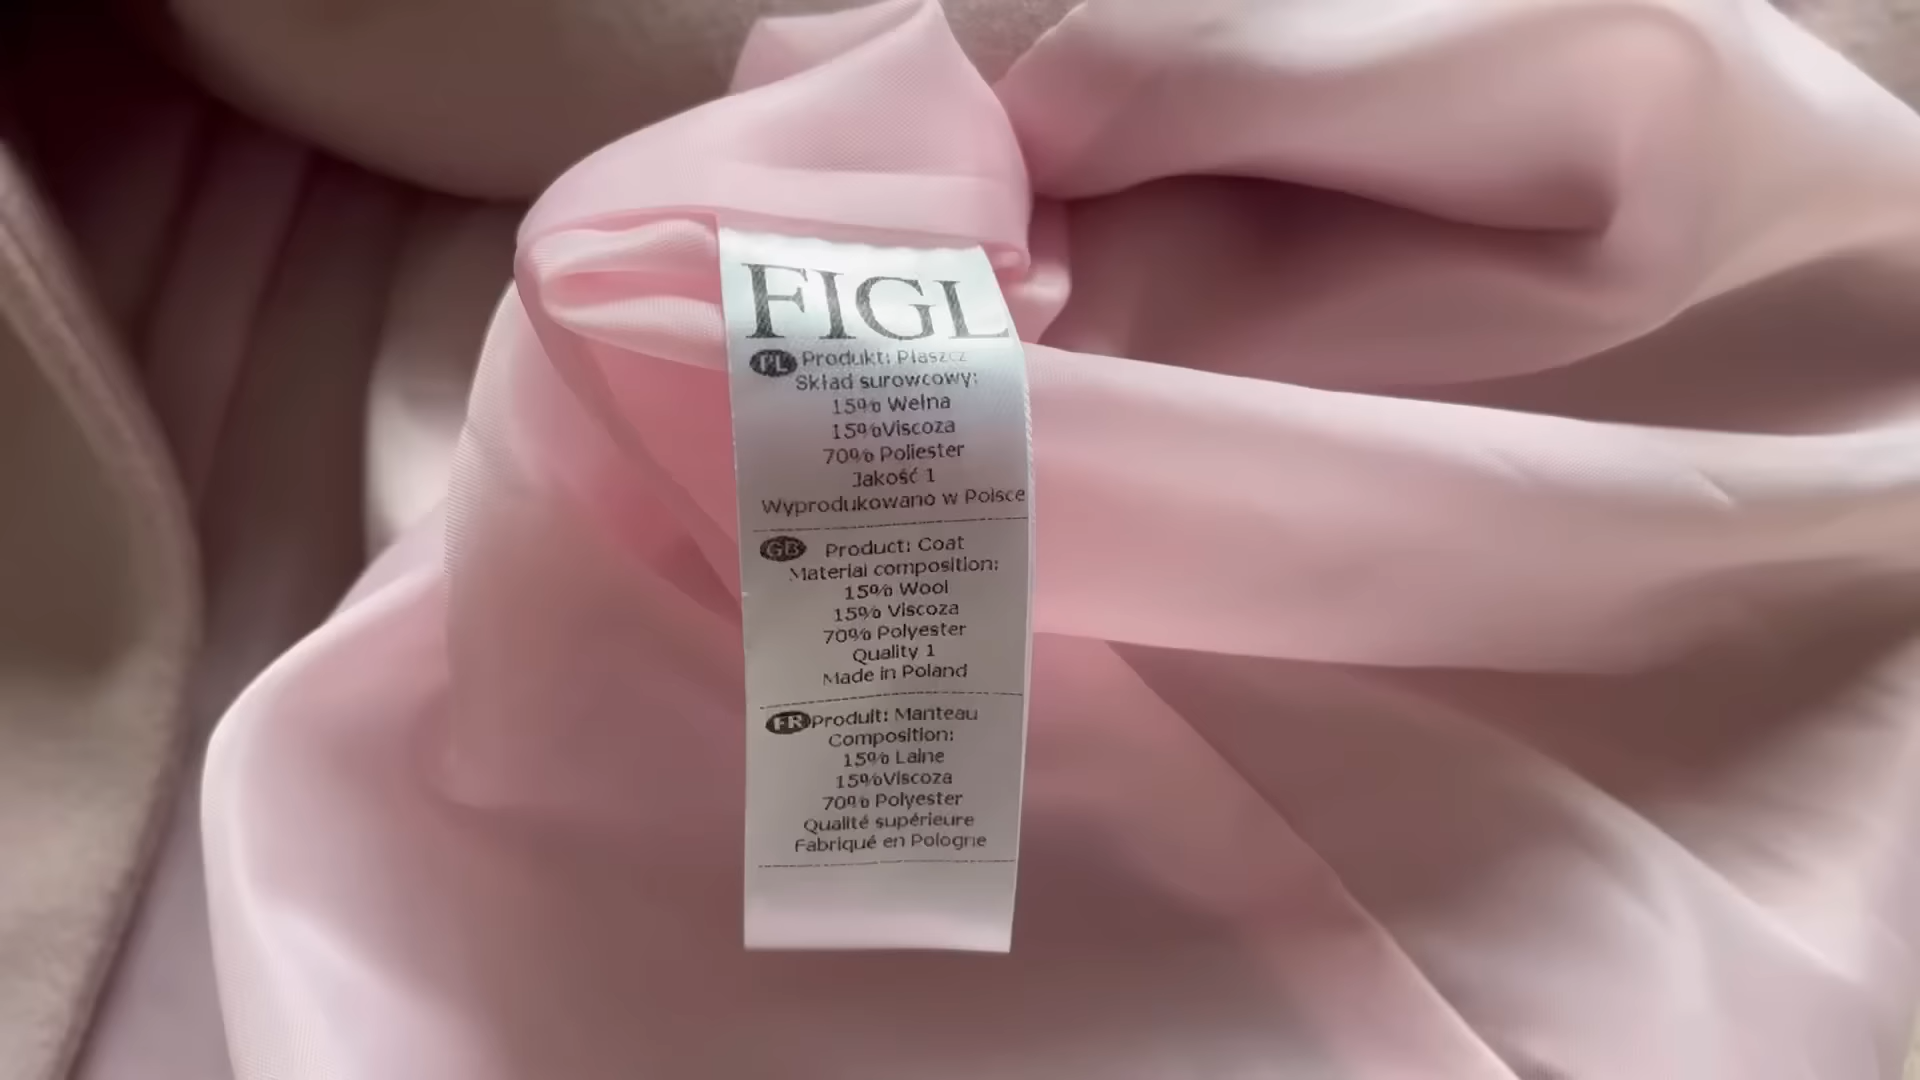 FIGL
PL Produkt: Płaszcz
Skład surowcowy:
15% Wełna
15%Viscoza
70% Poliester
Jakość 1
Wyprodukowano w Polsce
GB Product: Coat
Material composition:
15% Wool
15% Viscoza
70% Polyester
Quality 1
Made in Poland
FR Produit: Manteau
Composition:
15% Laine
15%Viscoza
70% Polyester
Qualité supérieure
Fabriqué en Pologne